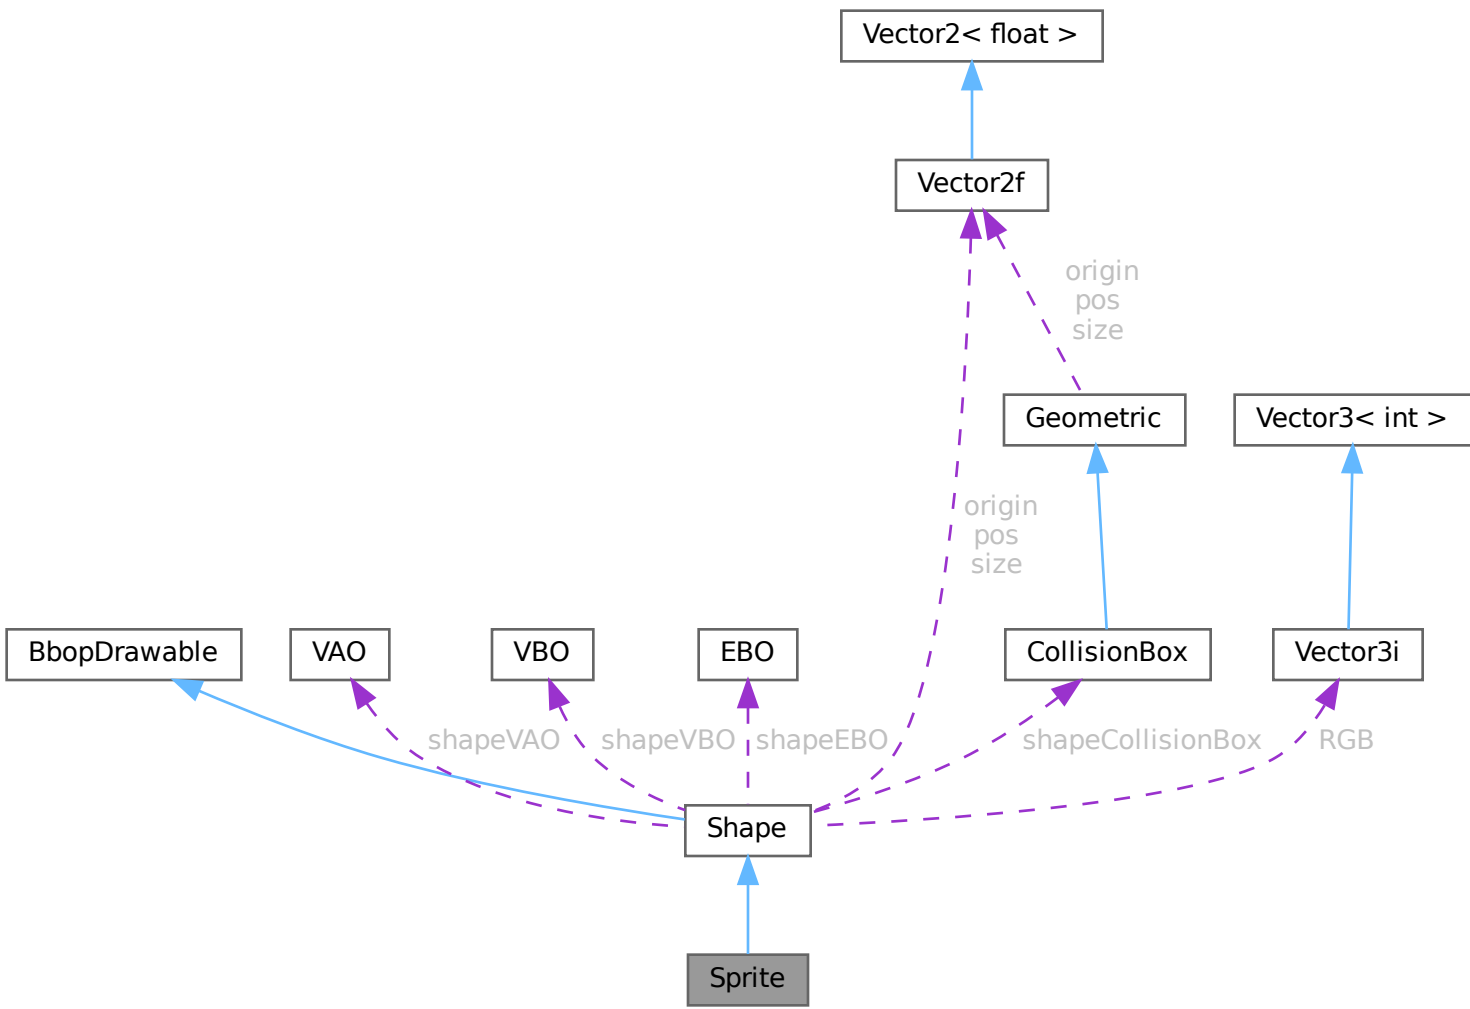 Vector2< float >
Vector2f
origin
pos
size
Geometric
Vector3< int >
origin
pos
size
BbopDrawable
VAO
VBO
EBO
CollisionBox
Vector3i
shapeVAO
shapeVBO
shapeEBO
shapeCollisionBox
RGB
Shape
Sprite